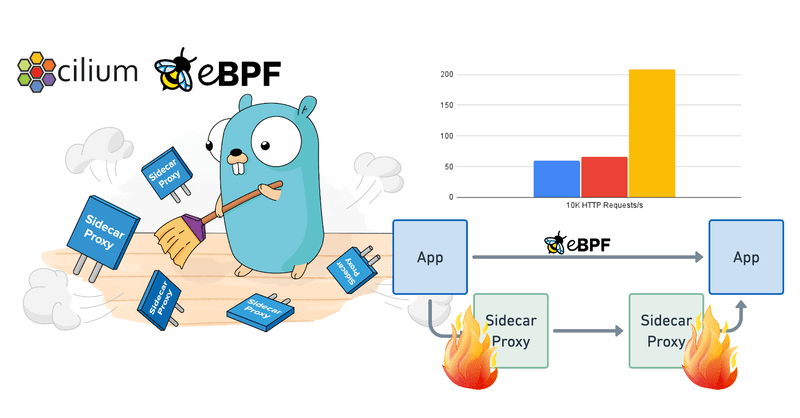 cilium
eBPF
Sidecar
Proxy
Sidecar
Proxy
Sidecar
Proxy
Sidecar
Proxy
Sidecar
Proxy
200
150
100
50
0
10K HTTP Requests/s
App
eBPF
App
Sidecar
Proxy
Sidecar
Proxy